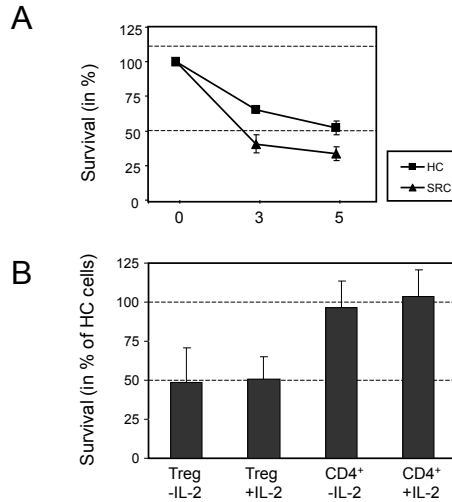 A
Survival (in %)
125
100
75
50
25
0
0 3 5
HC
SRC
B
Survival (in % of HC cells)
125
100
75
50
25
0
Treg Treg CD4⁺ CD4⁺
-IL-2 +IL-2 -IL-2 +IL-2